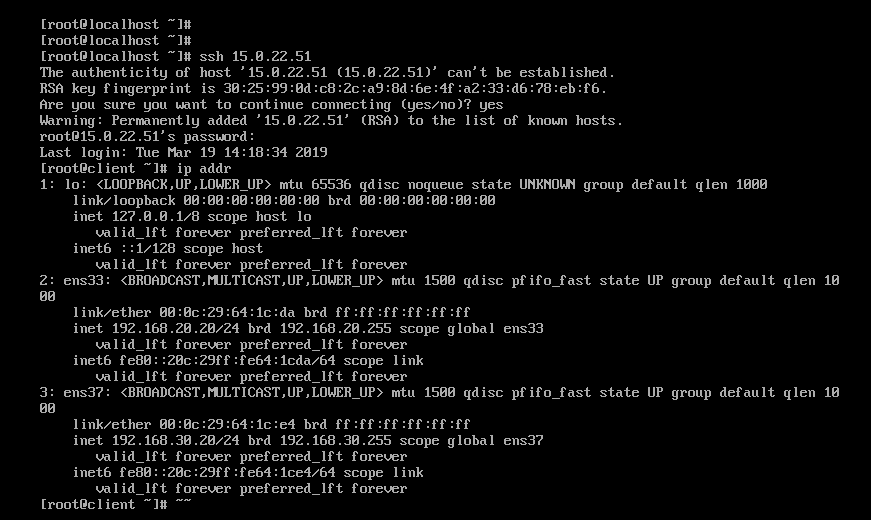 [root@localhost ~]#
[root@localhost ~]#
[root@localhost ~]# ssh 15.0.22.51
The authenticity of host '15.0.22.51 (15.0.22.51)' can't be established.
RSA key fingerprint is 30:25:99:0d:c8:2c:a9:8d:6e:4f:a2:33:d6:78:eb:f6.
Are you sure you want to continue connecting (yes/no)? yes
Warning: Permanently added '15.0.22.51' (RSA) to the list of known hosts.
root@15.0.22.51's password:
Last login: Tue Mar 19 14:18:34 2019
[root@client ~]# ip addr
1: lo: <LOOPBACK,UP,LOWER_UP> mtu 65536 qdisc noqueue state UNKNOWN group default qlen 1000
    link/loopback 00:00:00:00:00:00 brd 00:00:00:00:00:00
    inet 127.0.0.1/8 scope host lo
       valid_lft forever preferred_lft forever
    inet6 ::1/128 scope host
       valid_lft forever preferred_lft forever
2: ens33: <BROADCAST,MULTICAST,UP,LOWER_UP> mtu 1500 qdisc pfifo_fast state UP group default qlen 10
00
    link/ether 00:0c:29:64:1c:da brd ff:ff:ff:ff:ff:ff
    inet 192.168.20.20/24 brd 192.168.20.255 scope global ens33
       valid_lft forever preferred_lft forever
    inet6 fe80::20c:29ff:fe64:1cda/64 scope link
       valid_lft forever preferred_lft forever
3: ens37: <BROADCAST,MULTICAST,UP,LOWER_UP> mtu 1500 qdisc pfifo_fast state UP group default qlen 10
00
    link/ether 00:0c:29:64:1c:e4 brd ff:ff:ff:ff:ff:ff
    inet 192.168.30.20/24 brd 192.168.30.255 scope global ens37
       valid_lft forever preferred_lft forever
    inet6 fe80::20c:29ff:fe64:1ce4/64 scope link
       valid_lft forever preferred_lft forever
[root@client ~]# ~~